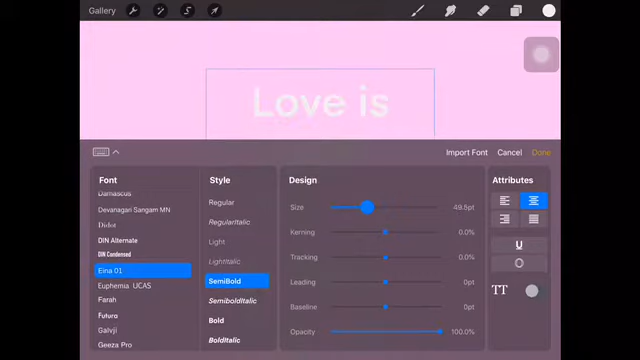 Gallery
Love is
Import Font Cancel Done
Font
Damascus
Devanagari Sangam MN
Didot
DIN Alternate
DIN Condensed
Eina 01
Euphemia UCAS
Farah
Futura
Galvji
Geeza Pro
Style
Regular
RegularItalic
Light
LightItalic
SemiBold
SemiboldItalic
Bold
BoldItalic
Design
Size 49.5pt
Kerning 0.0%
Tracking 0.0%
Leading 0pt
Baseline 0pt
Opacity 100.0%
Attributes
U
O
TT